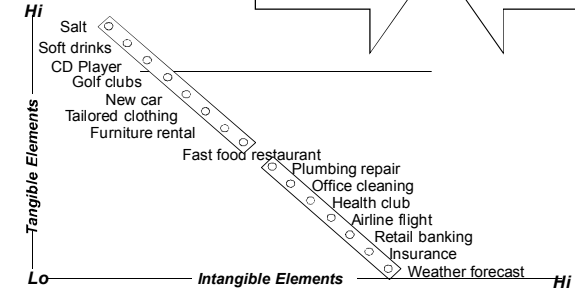 Hi
Salt
Soft drinks
CD Player
Golf clubs
New car
Tailored clothing
Furniture rental
Fast food restaurant
Plumbing repair
Office cleaning
Health club
Airline flight
Retail banking
Insurance
Weather forecast
Tangible Elements
Lo
Intangible Elements
Hi